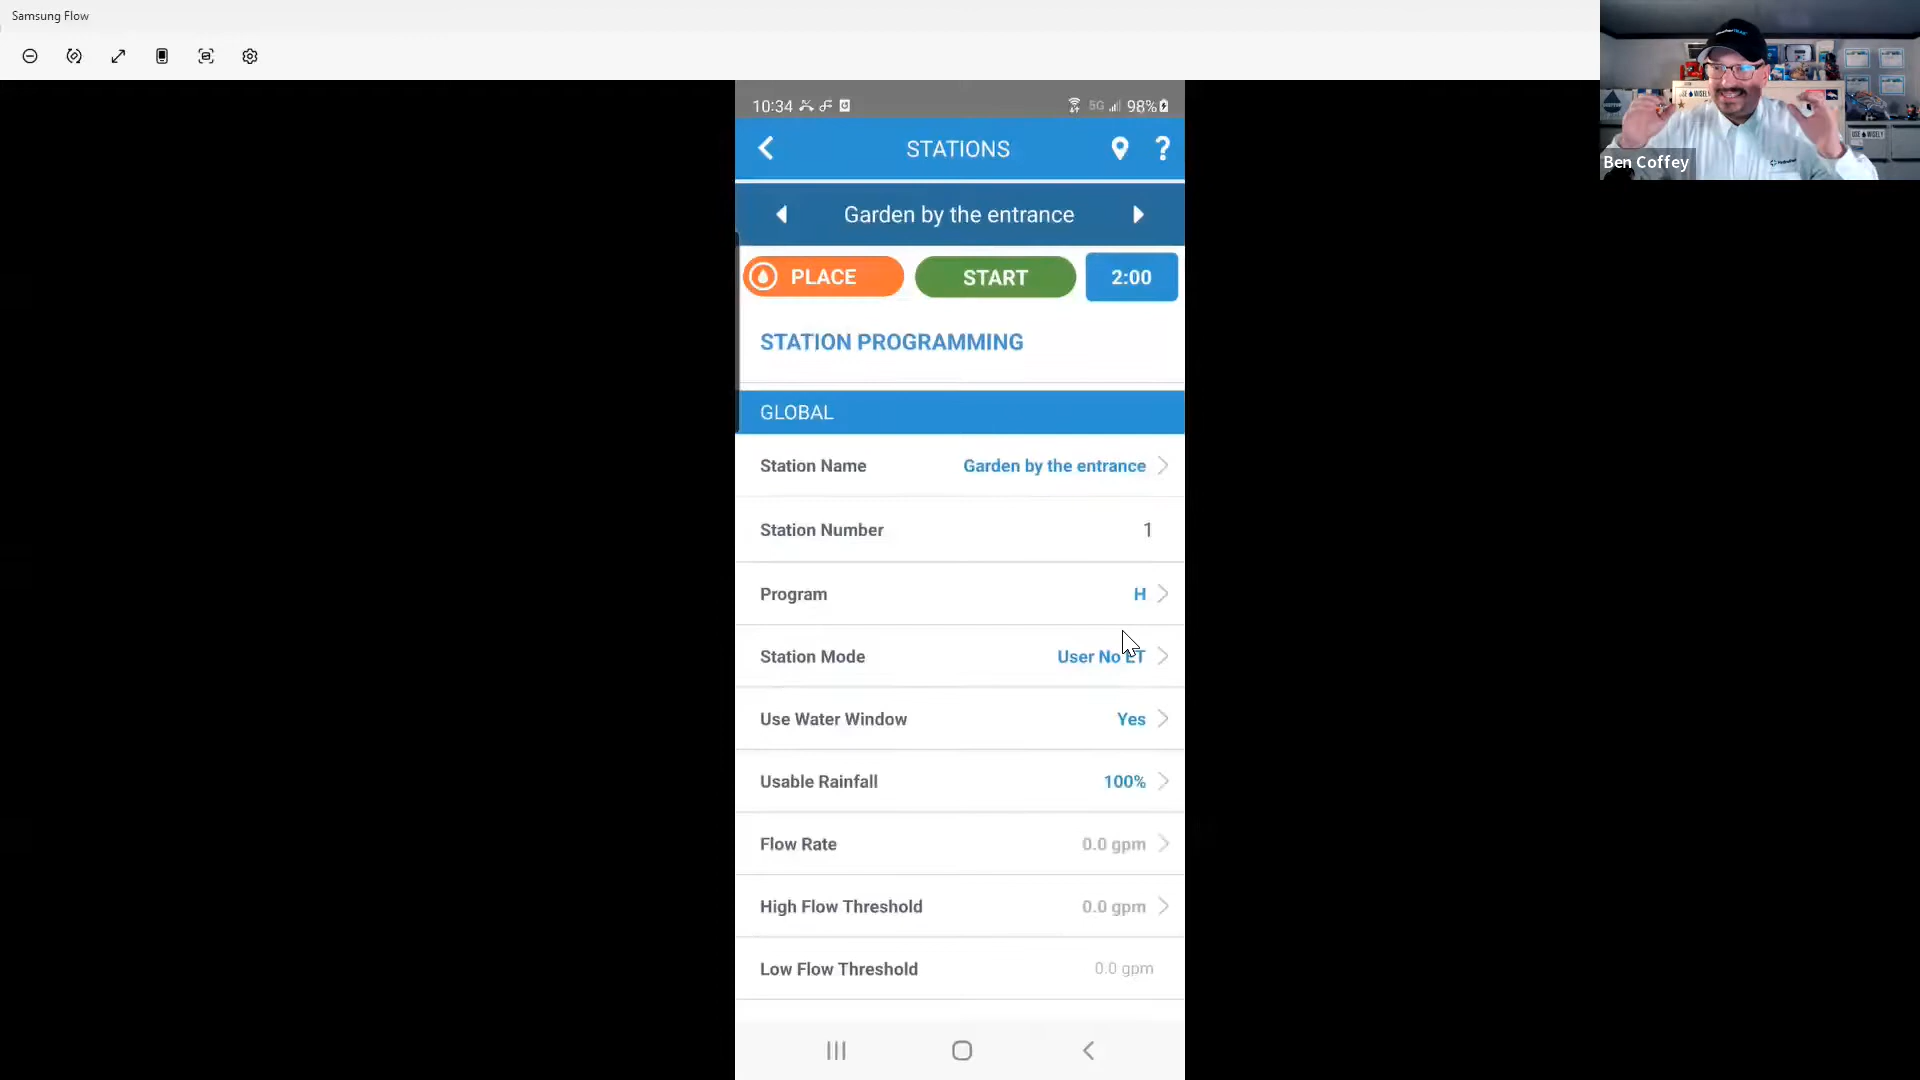 Samsung Flow
Ben Coffey
10:34 5G 98%
STATIONS ?
Garden by the entrance
PLACE START 2:00
STATION PROGRAMMING
GLOBAL
Station Name Garden by the entrance
Station Number 1
Program H
Station Mode User No ET
Use Water Window Yes
Usable Rainfall 100%
Flow Rate 0.0 gpm
High Flow Threshold 0.0 gpm
Low Flow Threshold 0.0 gpm